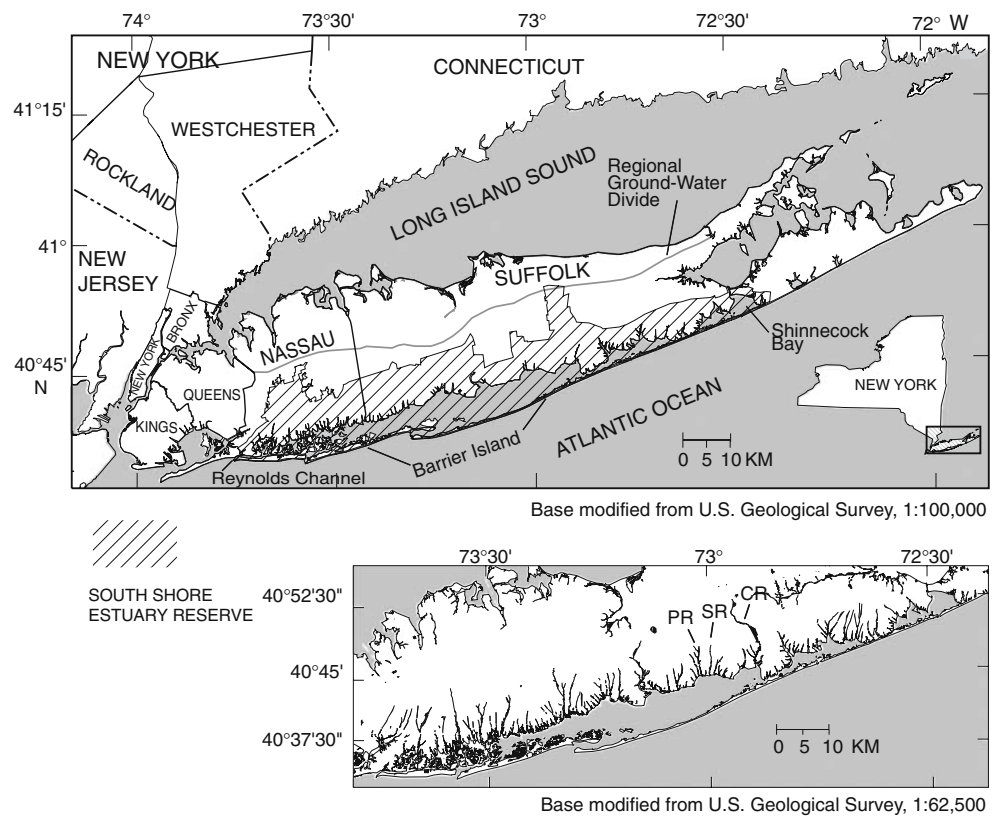 74°
73°30'
73°
72°30'
72° W
NEW YORK
CONNECTICUT
41°15'
WESTCHESTER
ROCKLAND
LONG ISLAND SOUND
Regional
Ground-Water
Divide
41°
NEW
JERSEY
SUFFOLK
BRONX
NASSAU
Shinnecock
Bay
40°45'
N
NEW YORK
QUEENS
NEW YORK
KINGS
ATLANTIC OCEAN
Barrier Island
0 5 10 KM
Reynolds Channel
Base modified from U.S. Geological Survey, 1:100,000
SOUTH SHORE
ESTUARY RESERVE
73°30'
73°
72°30'
40°52'30"
CR
SR
PR
40°45'
40°37'30"
0 5 10 KM
Base modified from U.S. Geological Survey, 1:62,500